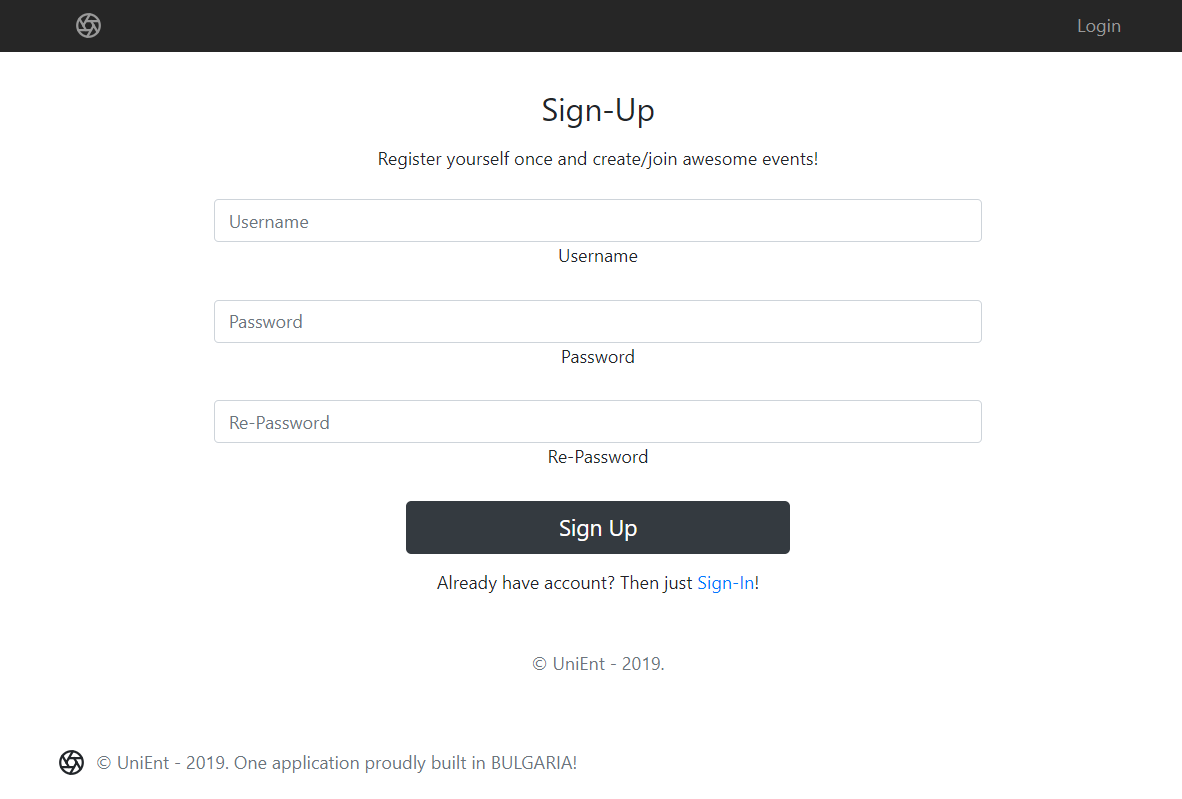 Login
Sign-Up
Register yourself once and create/join awesome events!
Username
Username
Password
Password
Re-Password
Re-Password
Sign Up
Already have account? Then just Sign-In!
© UniEnt - 2019.
© UniEnt - 2019. One application proudly built in BULGARIA!